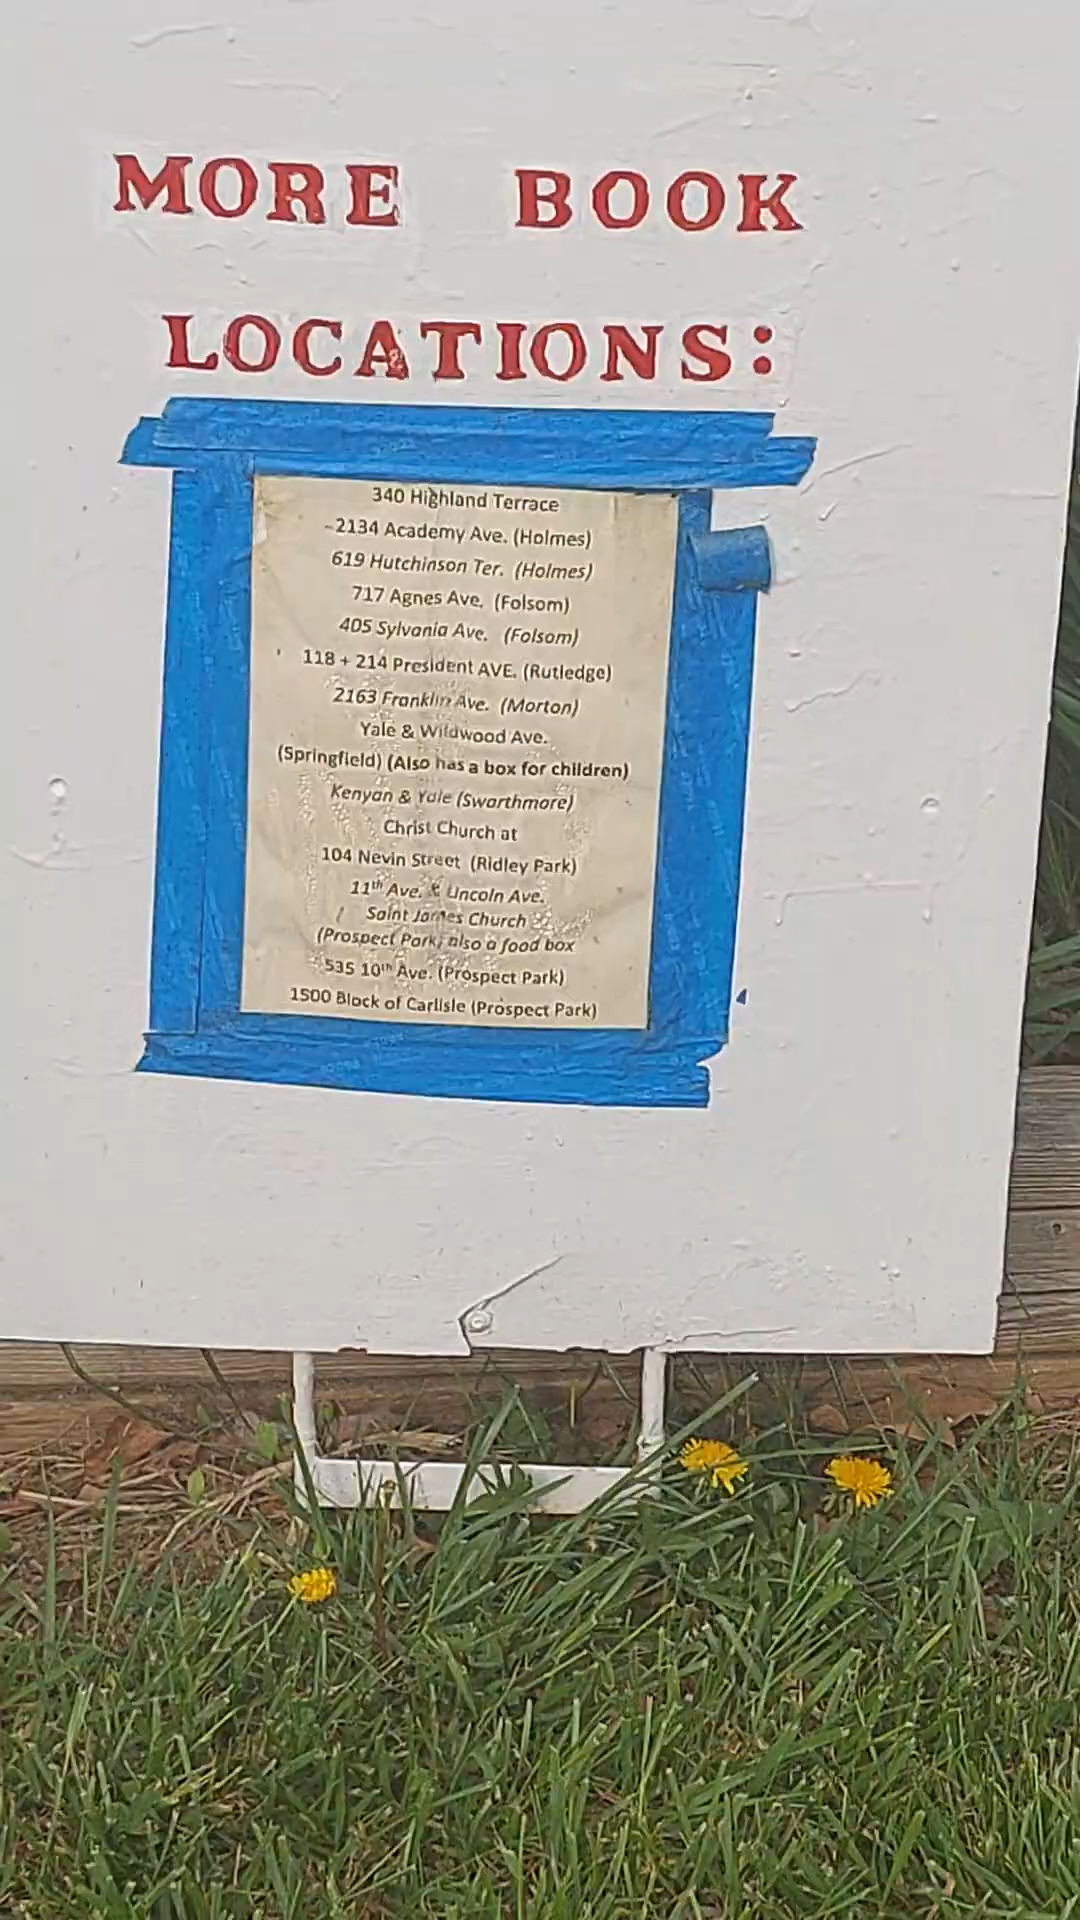 MORE BOOK
LOCATIONS:
340 Highland Terrace
-2134 Academy Ave. (Holmes)
619 Hutchinson Ter. (Holmes)
717 Agnes Ave. (Folsom)
405 Sylvania Ave. (Folsom)
118 + 214 President AVE. (Rutledge)
2163 Franklin Ave. (Morton)
Yale & Wildwood Ave.
(Springfield) (Also has a box for children)
Kenyan & Yale (Swarthmore)
Christ Church at
104 Nevin Street (Ridley Park)
11th Ave. & Lincoln Ave.
Saint James Church
(Prospect Park, also a food box
535 10th Ave. (Prospect Park)
1500 Block of Carlisle (Prospect Park)